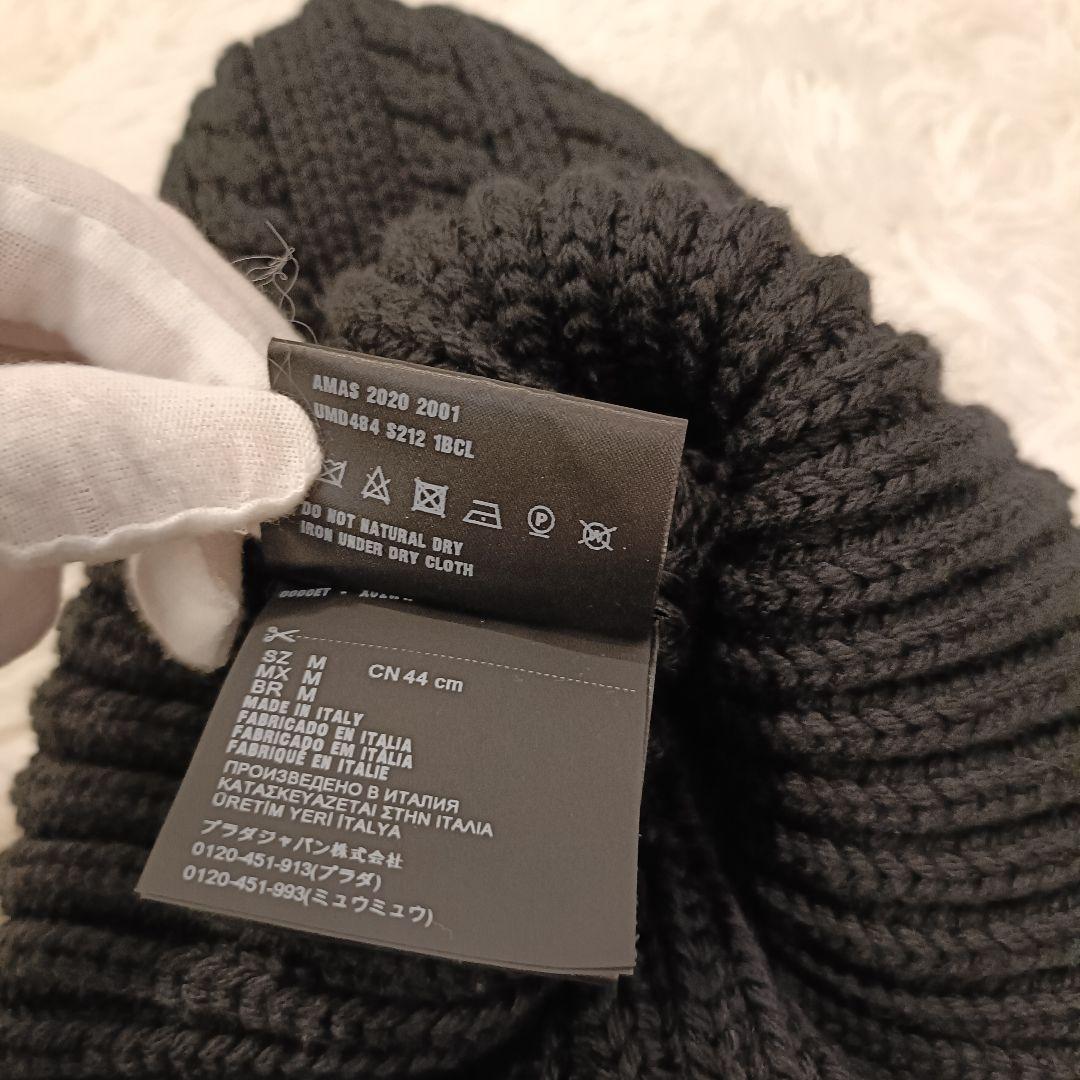 AMAS 2020 2001
UMD484 S212 1BCL
DO NOT NATURAL DRY
IRON UNDER DRY CLOTH
SZ M
CN 44 cm
MX M
BR M
MADE IN ITALY
FABRICADO EN ITALIA
FABRICADO EM ITALIA
FABRIQUÉ EN ITALIE
ПРОИЗВЕДЕНО В ИТАЛИЯ
ΚΑΤΑΣΚΕΥΑΖΕΤΑΙ ΣΤΗΝ ΙΤΑΛΙΑ
ÜRETİM YERİ İTALYA
プラダジャパン株式会社
0120-451-913(プラダ)
0120-451-993(ミュウミュウ)